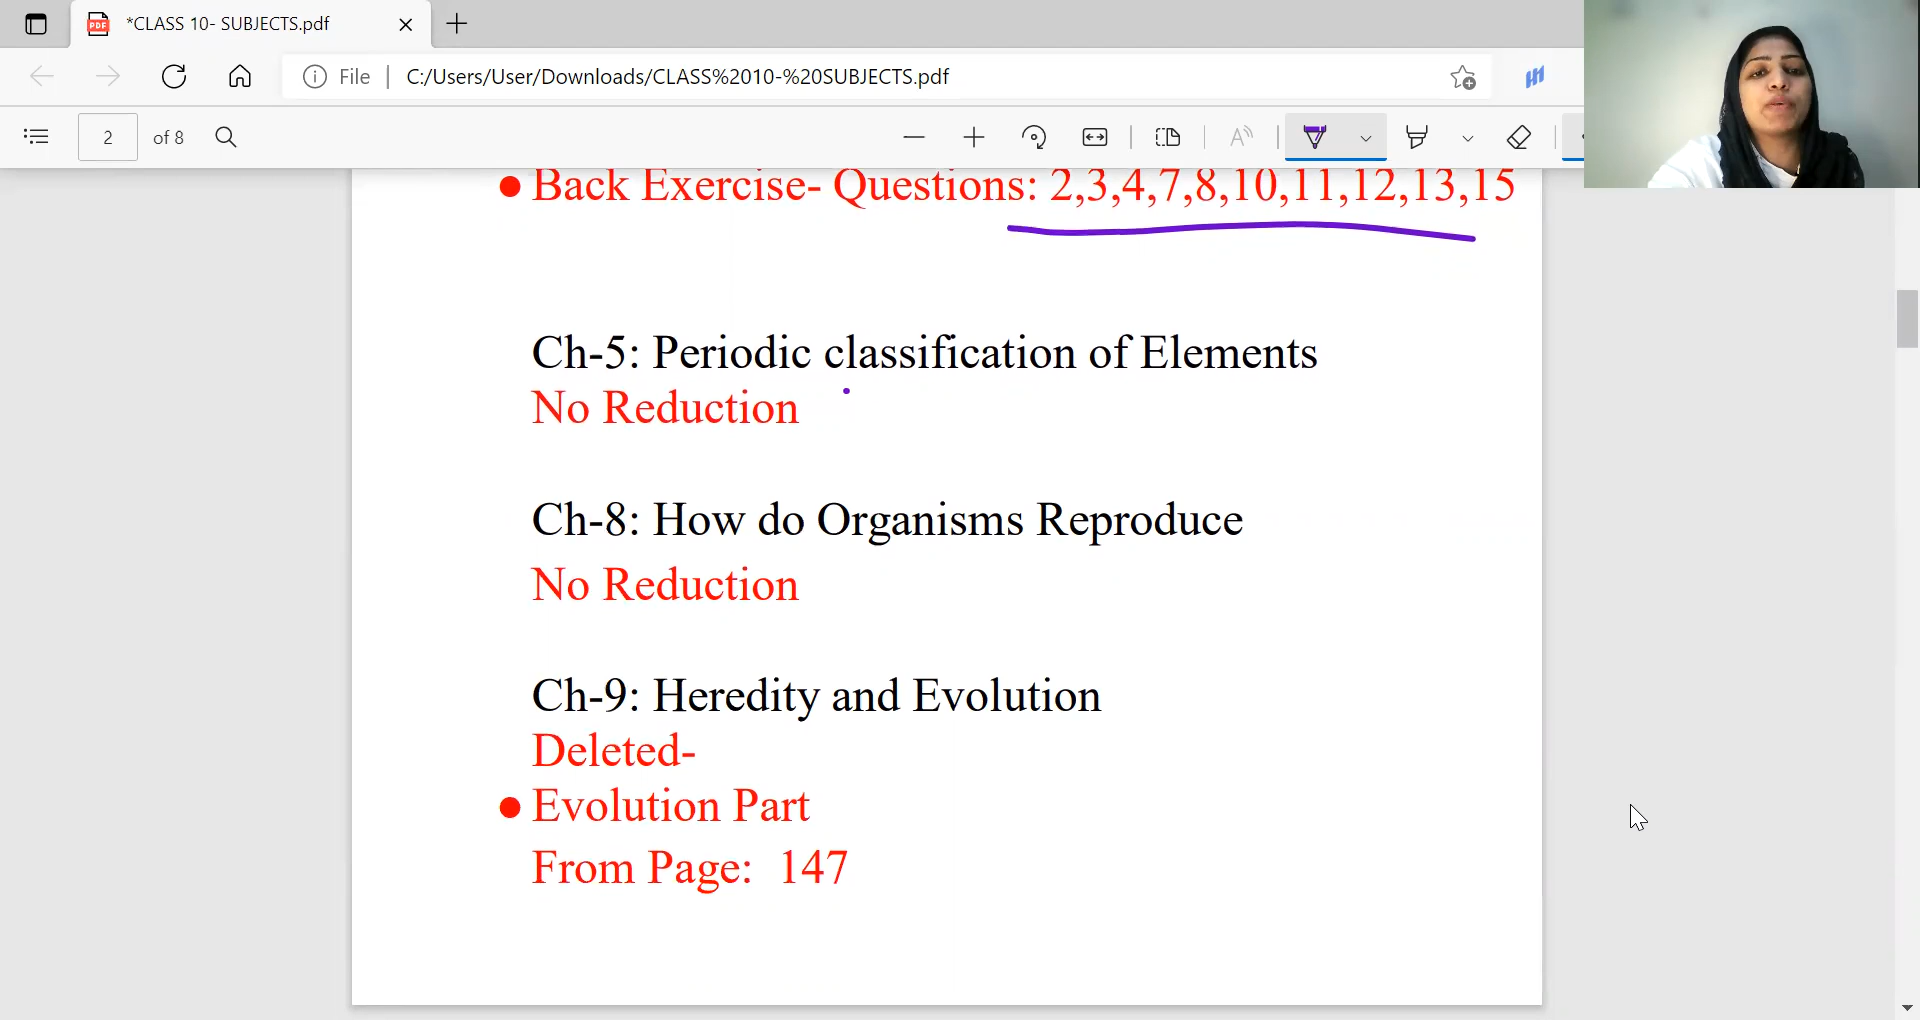 *CLASS 10- SUBJECTS.pdf
File | C:/Users/User/Downloads/CLASS%2010-%20SUBJECTS.pdf
2 of 8
Back Exercise- Questions: 2,3,4,7,8,10,11,12,13,15
Ch-5: Periodic classification of Elements
No Reduction
Ch-8: How do Organisms Reproduce
No Reduction
Ch-9: Heredity and Evolution
Deleted-
Evolution Part
From Page: 147